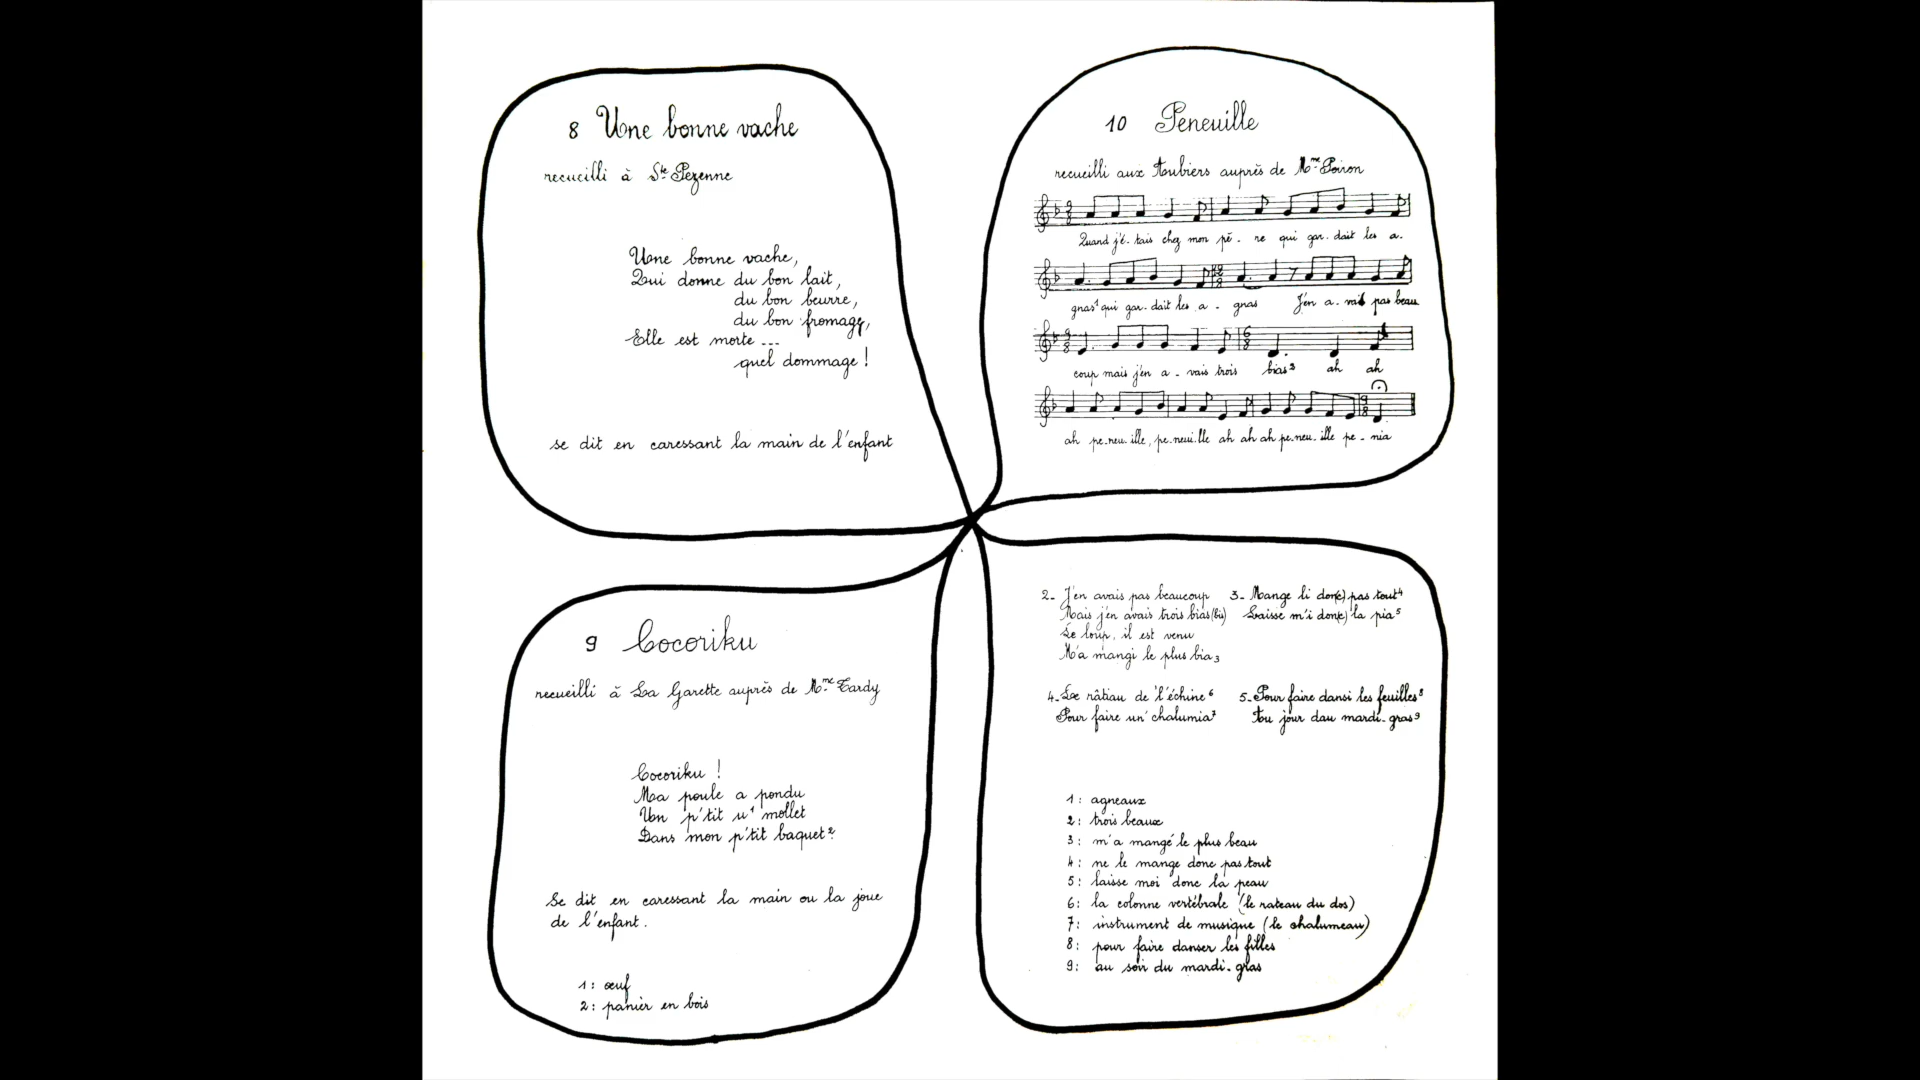 8 Une bonne vache
recueilli à Ste Pezenne
Une bonne vache,
Qui donne du bon lait,
du bon beurre,
du bon fromage,
Elle est morte ...
quel dommage !
se dit en caressant la main de l'enfant
10 Peneuille
recueilli aux Aubiers auprès de Mme Poiron
Quand j'é-tais chez mon pè-re qui gar-dait les a-
gnas1 qui gar-dait les a-gnas J'en a-vais pas beau
coup mais j'en a-vais trois bias3 ah ah
ah pe-neu-ille, pe-neui-lle ah ah ah pe-neu-ille pe-nia
9 Cocoriku
recueilli à La Garette auprès de Mme Tardy
Cocoriku !
Ma poule a pondu
Un p'tit u1 mollet
Dans mon p'tit baquet2
Se dit en caressant la main ou la joue
de l'enfant.
1 : œuf
2 : panier en bois
2- J'en avais pas beaucoup
Mais j'en avais trois bias (bis)
Le loup, il est venu
M'a mangi le plus bia3
3- Mange li don(c) pas tout4
Laisse m'i don(c) la pia5
4- Le râtiau de l'échine6
Pour faire un' chalumia7
5- Pour faire dansi les feuilles8
Tou jour dau mardi-gras9
1 : agneaux
2 : trois beaux
3 : m'a mangé le plus beau
4 : ne le mange donc pas tout
5 : laisse moi donc la peau
6 : la colonne vertébrale (le rateau du dos)
7 : instrument de musique (le chalumeau)
8 : pour faire danser les filles
9 : au soir du mardi-gras